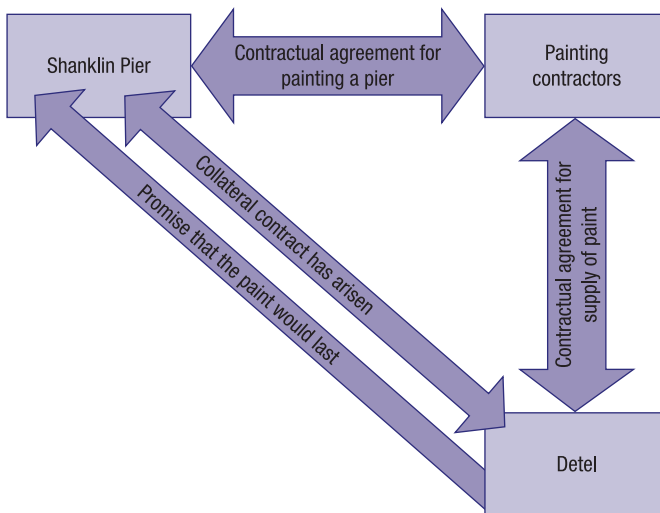 Shanklin Pier
Contractual agreement for
painting a pier
Painting
contractors
Collateral contract has arisen
Promise that the paint would last
Contractual agreement for
supply of paint
Detel